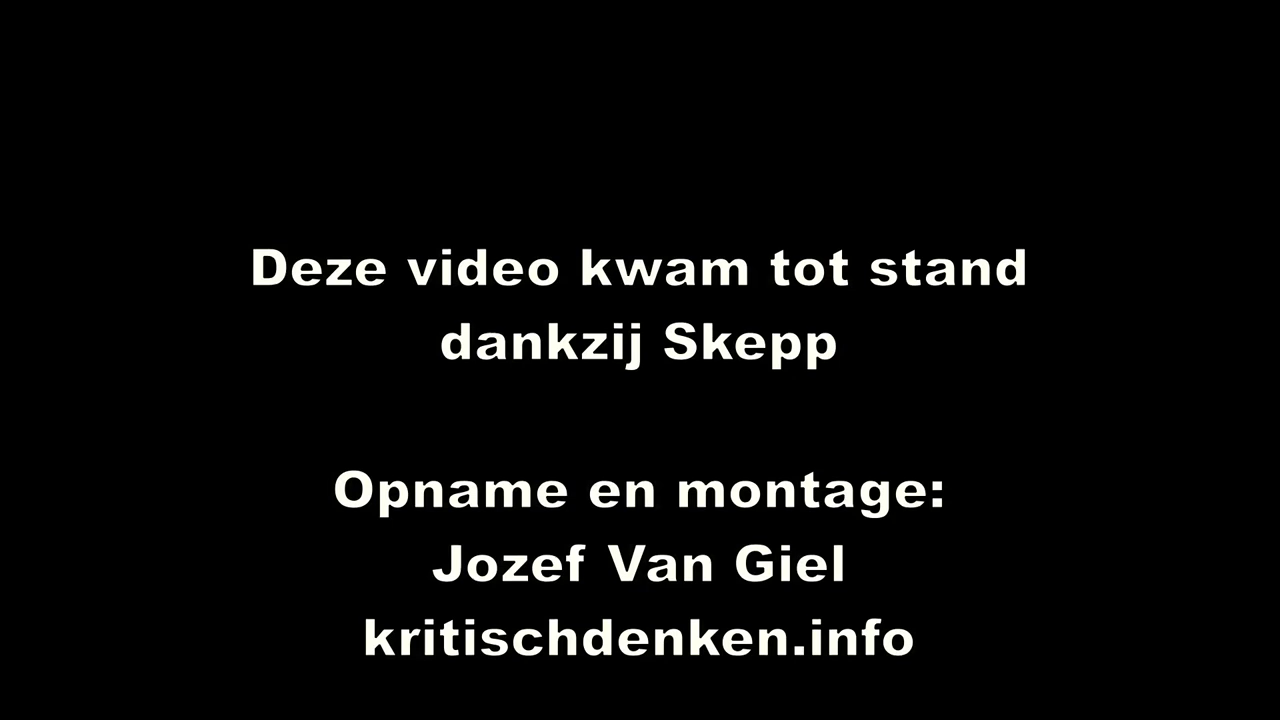 Deze video kwam tot stand
dankzij Skepp
Opname en montage:
Jozef Van Giel
kritischdenken.info